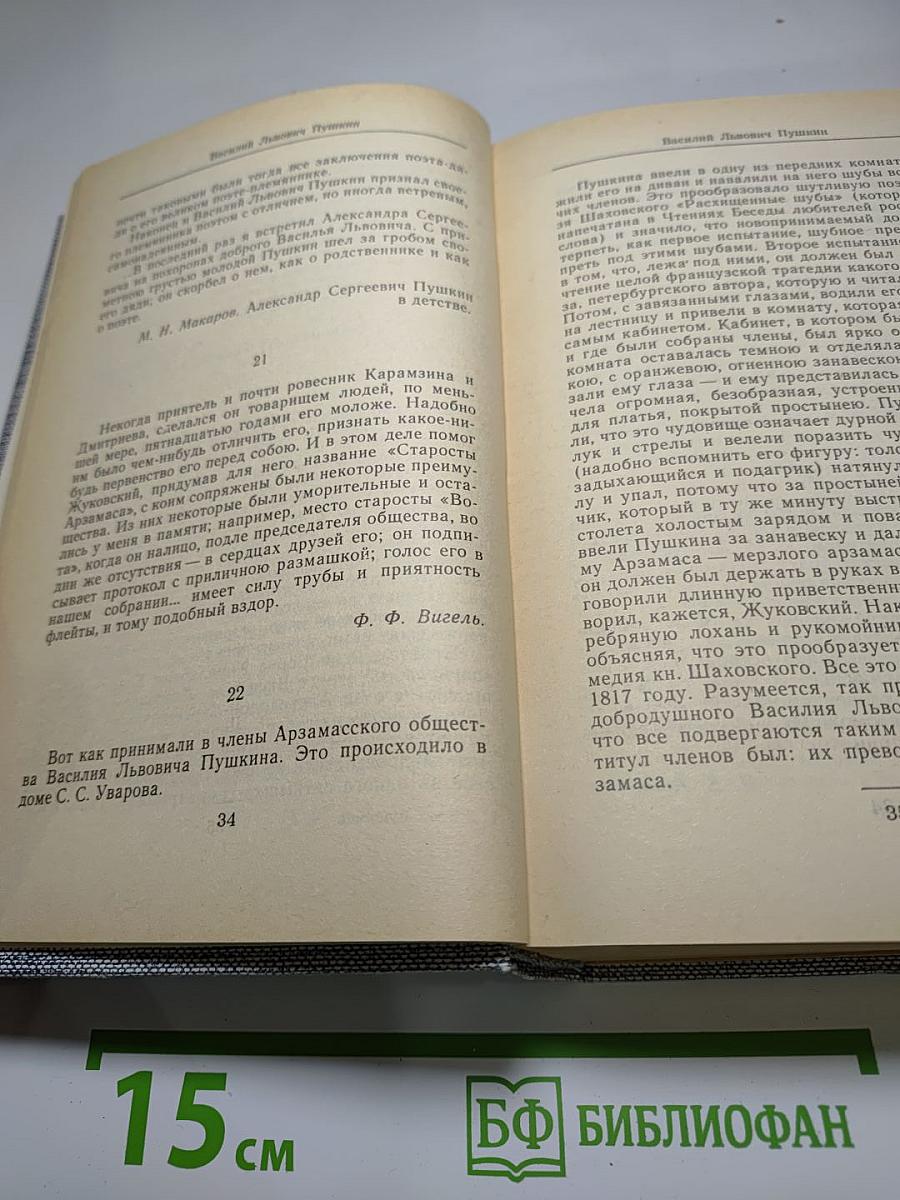 Василий Львович Пушкин
почти таковыми были тогда все заключения поэта-дя-
ди о его великом поэте-племяннике.
Наконец и Василий Львович Пушкин признал свое-
го племянника поэтом с отличием, но иногда ветреным,
самонадеянным.
В последний раз я встретил Александра Сергее-
вича на похоронах доброго Василья Львовича. С при-
метною грустью молодой Пушкин шел за гробом сво-
его дяди; он скорбел о нем, как о родственнике и как
о поэте.
М. Н. Макаров. Александр Сергеевич Пушкин
в детстве.
21
Некогда приятель и почти ровесник Карамзина и
Дмитриева, сделался он товарищем людей, по мень-
шей мере, пятнадцатью годами его моложе. Надобно
им было чем-нибудь отличить его, признать какое-ни-
будь первенство его перед собою. И в этом деле помог
Жуковский, придумав для него название «Старосты
Арзамаса», с коим сопряжены были некоторые преиму-
щества. Из них некоторые были уморительные и оста-
лись у меня в памяти; например, место старосты «Во-
та», когда он налицо, подле председателя общества, во
дни же отсутствия — в сердцах друзей его; он подпи-
сывает протокол с приличною размашкой; голос его в
нашем собрании... имеет силу трубы и приятность
флейты, и тому подобный вздор.
Ф. Ф. Вигель.
22
Вот как принимали в члены Арзамасского общест-
ва Василия Львовича Пушкина. Это происходило в
доме С. С. Уварова.
34
Василий Львович Пушкин
Пушкина ввели в одну из передних комнат
жили его на диван и навалили на него шубы
чих членов. Это прообразовало шутливую
зя Шаховского «Расхищенные шубы»
напечатана в Чтениях Беседы любителей
слова) и значило, что новопринимаемый
терпеть, как первое испытание, шубное
преть под этими шубами. Второе испытание
в том, что, лежа под ними, он должен был
чтение целой французской трагедии какого
за, петербургского автора, которую и
Потом, с завязанными глазами, водили его
на лестницу и привели в комнату,
самым кабинетом. Кабинет, в котором
и где были собраны члены, был ярко
комната оставалась темною и
кою, с оранжевою, огненною
зали ему глаза — и ему представилась
чела огромная, безобразная,
для платья, покрытой простынею.
ли, что это чудовище означает дурной
лук и стрелы и велели поразить
(надобно вспомнить его фигуру:
задыхающийся и подагрик)
лу и упал, потому что за
чик, который в ту же минуту
столета холостым зарядом и
ввели Пушкина за занавеску и
му Арзамаса — мерзлого
он должен был держать в руках
говорили длинную
ворил, кажется, Жуковский.
ребряную лохань и
объясняя, что это прообразует
медия кн. Шаховского. Все это
1817 году. Разумеется, так
добродушного Василия
что все подвергаются таким
титул членов был: их
замаса.
15 см
БФ БИБЛИОФАН